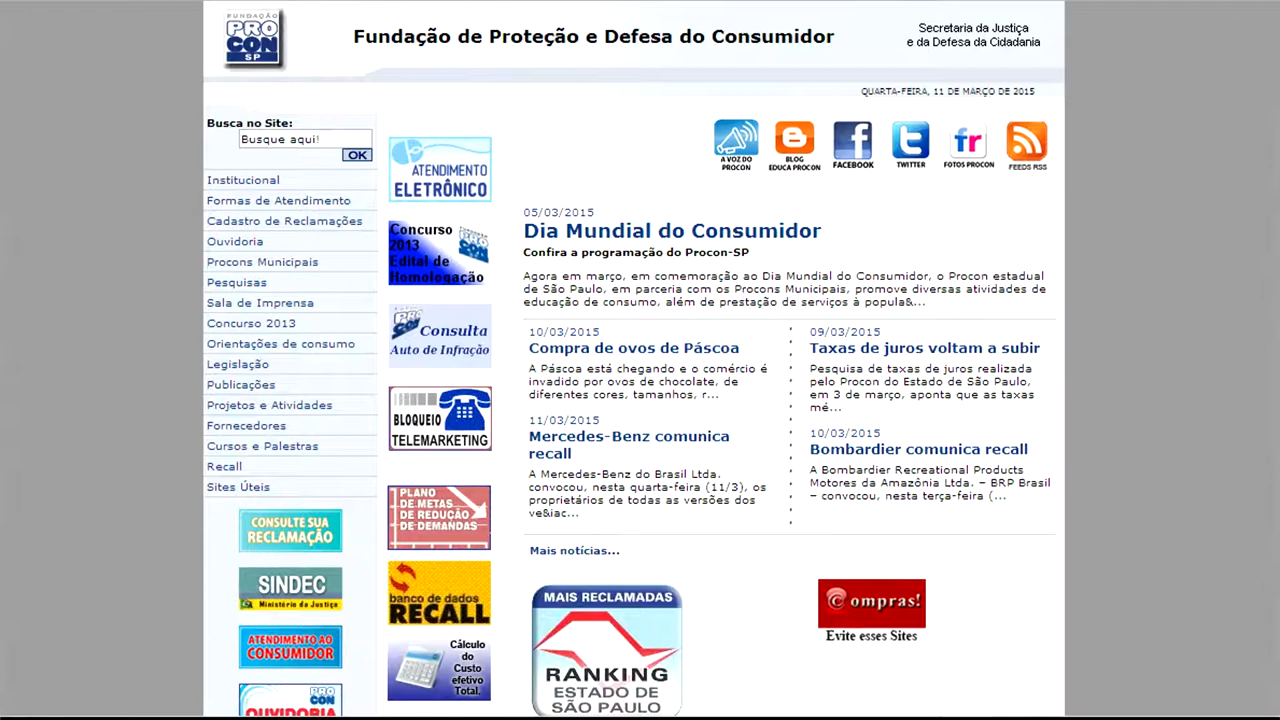 FUNDAÇÃO
PROCON
SP
Fundação de Proteção e Defesa do Consumidor
Secretaria da Justiça
e da Defesa da Cidadania
QUARTA-FEIRA, 11 DE MARÇO DE 2015
Busca no Site:
Busque aqui!
OK
Institucional
Formas de Atendimento
Cadastro de Reclamações
Ouvidoria
Procons Municipais
Pesquisas
Sala de Imprensa
Concurso 2013
Orientações de consumo
Legislação
Publicações
Projetos e Atividades
Fornecedores
Cursos e Palestras
Recall
Sites Úteis
CONSULTE SUA
RECLAMAÇÃO
SINDEC
Ministério da Justiça
ATENDIMENTO AO
CONSUMIDOR
PROCON
OUVIDORIA
ATENDIMENTO
ELETRÔNICO
Concurso
2013
Edital de
Homologação
PROCON
Consulta
Auto de Infração
BLOQUEIO
TELEMARKETING
PLANO
DE METAS
DE REDUÇÃO
DE DEMANDAS
banco de dados
RECALL
Cálculo
do
Custo
efetivo
Total.
A VOZ DO
PROCON
BLOG
EDUCA PROCON
FACEBOOK
TWITTER
fr
FOTOS PROCON
FEEDS RSS
05/03/2015
Dia Mundial do Consumidor
Confira a programação do Procon-SP
Agora em março, em comemoração ao Dia Mundial do Consumidor, o Procon estadual
de São Paulo, em parceria com os Procons Municipais, promove diversas atividades de
educação de consumo, além de prestação de serviços à popula&...
10/03/2015
Compra de ovos de Páscoa
A Páscoa está chegando e o comércio é
invadido por ovos de chocolate, de
diferentes cores, tamanhos, r...
11/03/2015
Mercedes-Benz comunica
recall
A Mercedes-Benz do Brasil Ltda.
convocou, nesta quarta-feira (11/3), os
proprietários de todas as versões dos
ve&iac...
09/03/2015
Taxas de juros voltam a subir
Pesquisa de taxas de juros realizada
pelo Procon do Estado de São Paulo,
em 3 de março, aponta que as taxas
mé...
10/03/2015
Bombardier comunica recall
A Bombardier Recreational Products
Motores da Amazônia Ltda. – BRP Brasil
– convocou, nesta terça-feira (...
Mais notícias...
MAIS RECLAMADAS
RANKING
ESTADO DE
SÃO PAULO
Compras!
Evite esses Sites